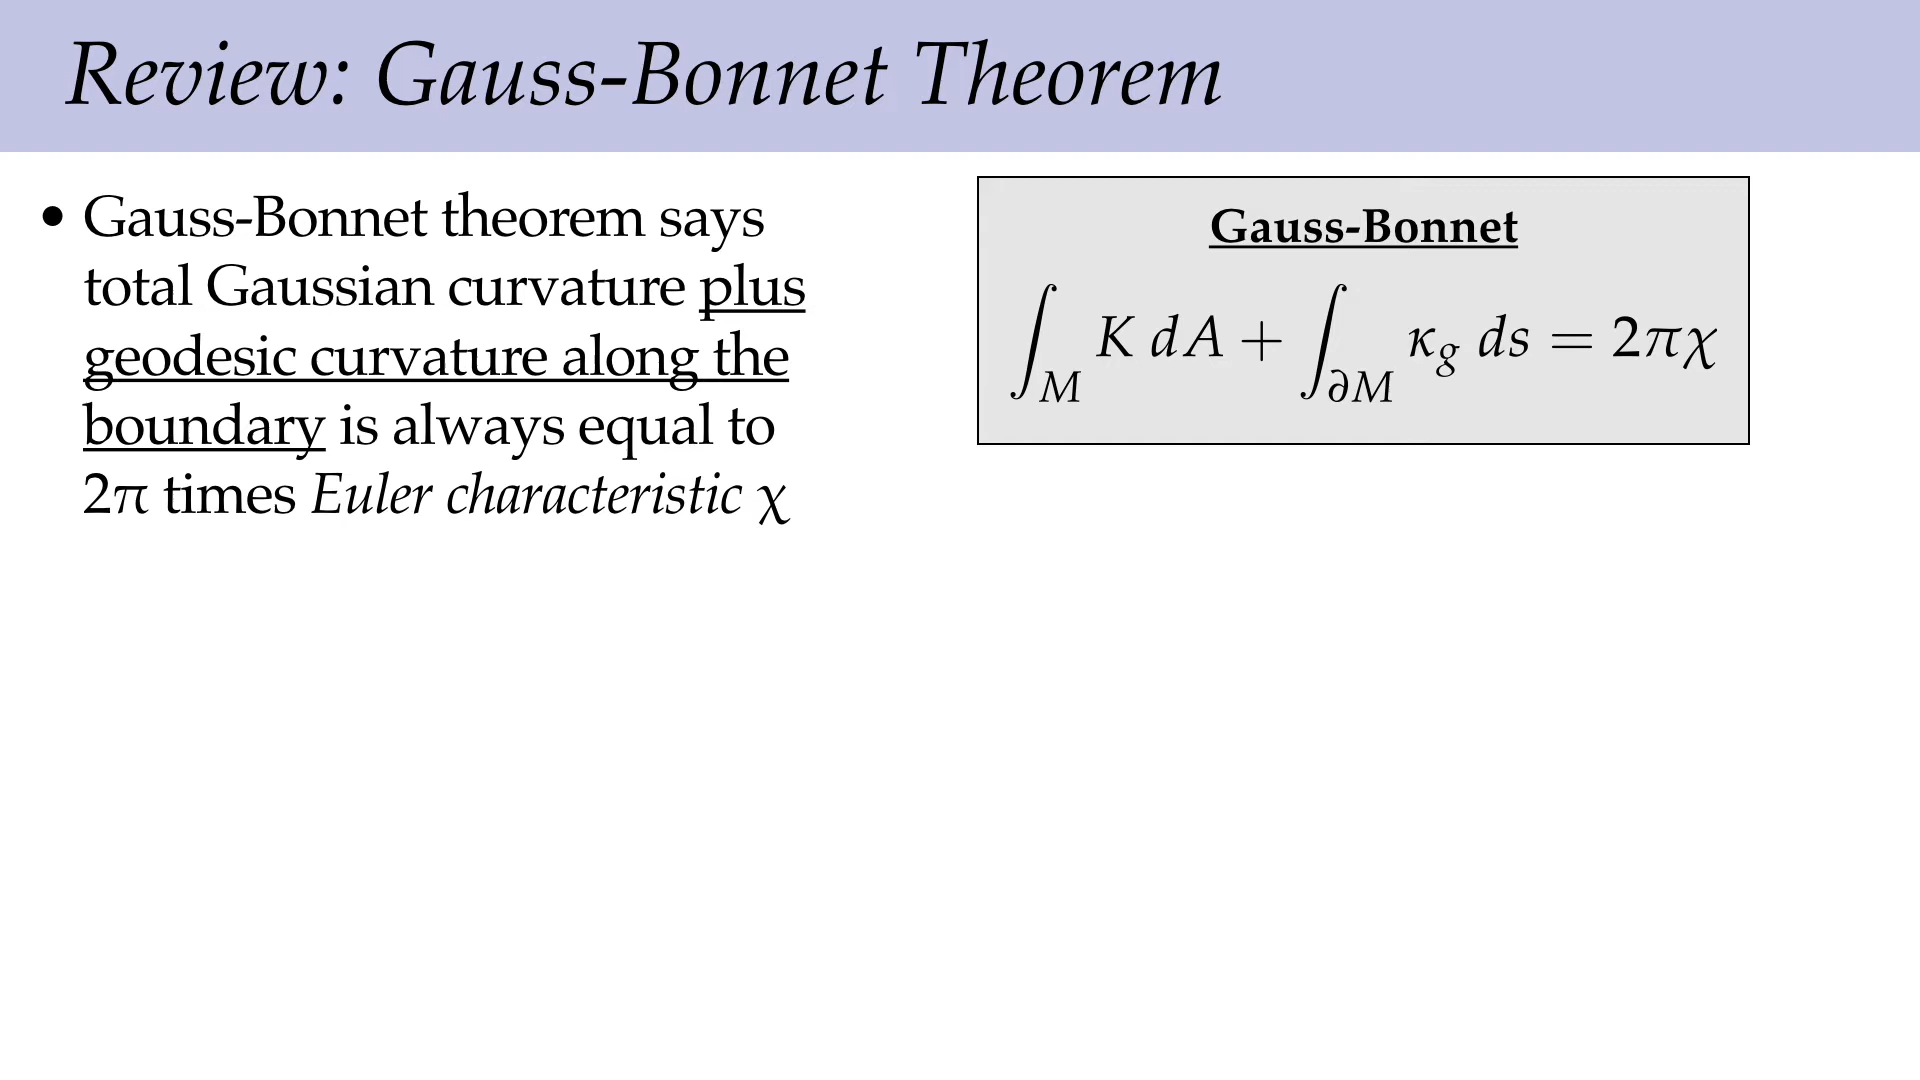 Review: Gauss-Bonnet Theorem
• Gauss-Bonnet theorem says
total Gaussian curvature plus
geodesic curvature along the
boundary is always equal to
2π times Euler characteristic χ
Gauss-Bonnet
∫_M K dA + ∫_∂M κ_g ds = 2πχ